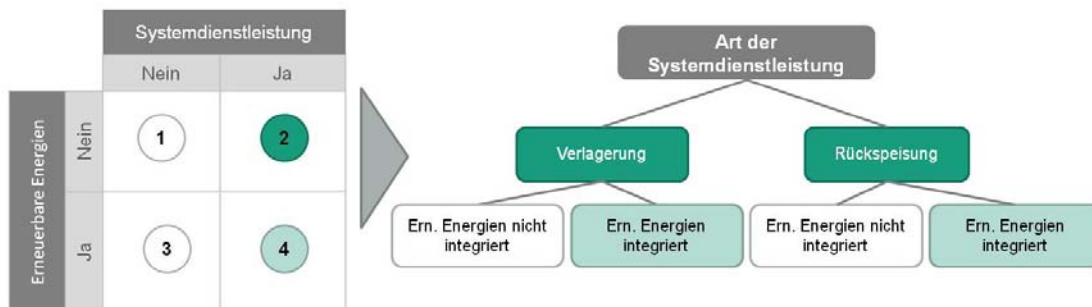 Systemdienstleistung
Nein
Ja
Erneuerbare Energien
Nein
1
2
Ja
3
4
Art der
Systemdienstleistung
Verlagerung
Rückspeisung
Ern. Energien nicht
integriert
Ern. Energien
integriert
Ern. Energien nicht
integriert
Ern. Energien
integriert